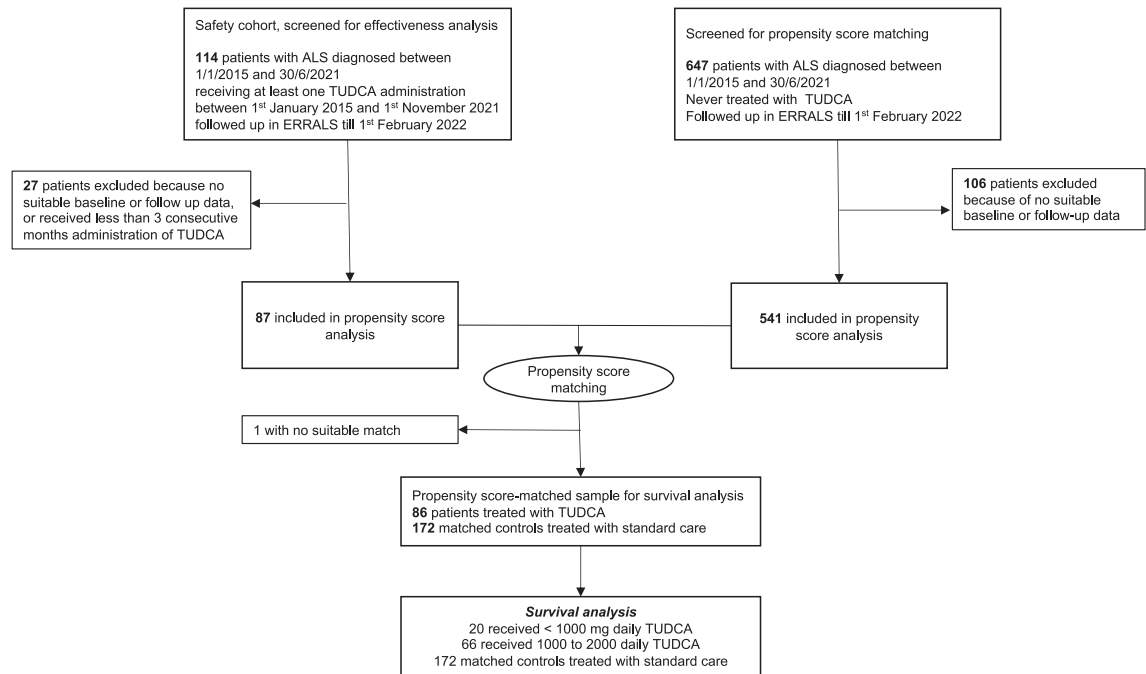 Safety cohort, screened for effectiveness analysis
114 patients with ALS diagnosed between
1/1/2015 and 30/6/2021
receiving at least one TUDCA administration
between 1st January 2015 and 1st November 2021
followed up in ERRALS till 1st February 2022
Screened for propensity score matching
647 patients with ALS diagnosed between
1/1/2015 and 30/6/2021
Never treated with TUDCA
Followed up in ERRALS till 1st February 2022
27 patients excluded because no
suitable baseline or follow up data,
or received less than 3 consecutive
months administration of TUDCA
106 patients excluded
because of no suitable
baseline or follow-up data
87 included in propensity score
analysis
541 included in propensity
score analysis
Propensity score
matching
1 with no suitable match
Propensity score-matched sample for survival analysis
86 patients treated with TUDCA
172 matched controls treated with standard care
Survival analysis
20 received < 1000 mg daily TUDCA
66 received 1000 to 2000 daily TUDCA
172 matched controls treated with standard care